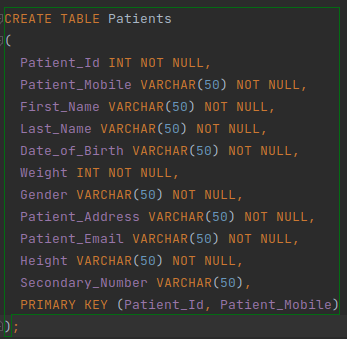 CREATE TABLE Patients
(
Patient_Id INT NOT NULL,
Patient_Mobile VARCHAR(50) NOT NULL,
First_Name VARCHAR(50) NOT NULL,
Last_Name VARCHAR(50) NOT NULL,
Date_of_Birth VARCHAR(50) NOT NULL,
Weight INT NOT NULL,
Gender VARCHAR(50) NOT NULL,
Patient_Address VARCHAR(50) NOT NULL,
Patient_Email VARCHAR(50) NOT NULL,
Height VARCHAR(50) NOT NULL,
Secondary_Number VARCHAR(50),
PRIMARY KEY (Patient_Id, Patient_Mobile)
);